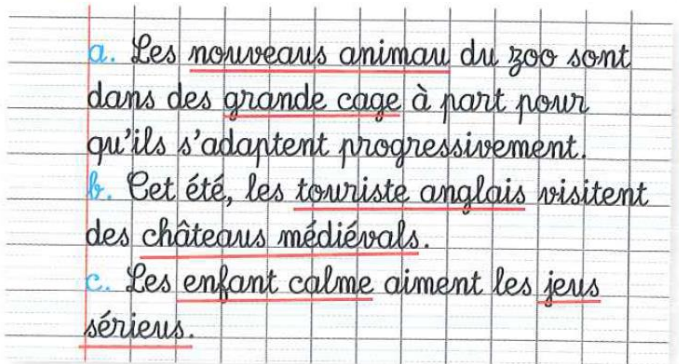 a. Les nouveaus animau du zoo sont
dans des grande cage à part pour
qu'ils s'adaptent progressivement.
b. Cet été, les touriste anglais visitent
des châteaus médiévals.
c. Les enfant calme aiment les jeus
sérieus.